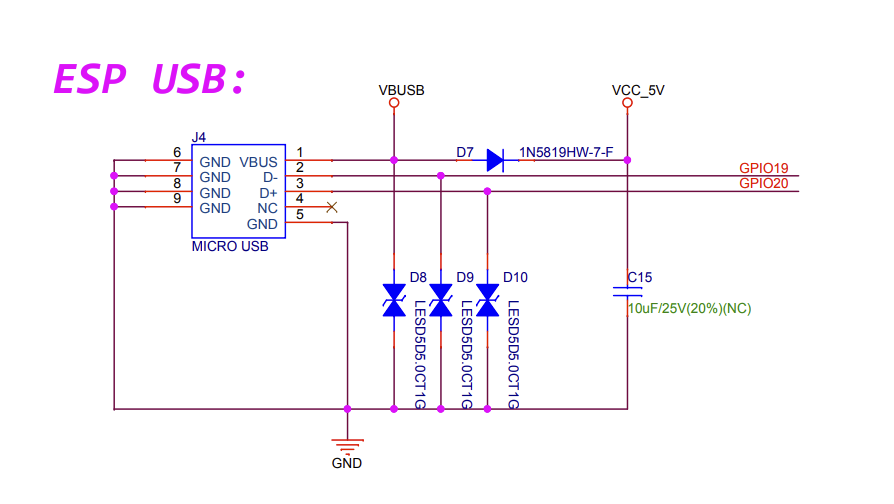 ESP USB:
VBUSB
VCC_5V
J4
D7
1N5819HW-7-F
6
GND
VBUS
1
7
GND
D-
2
GPIO19
8
GND
D+
3
GPIO20
9
GND
NC
4
GND
5
MICRO USB
D8
LESD5D5.0CT1G
D9
LESD5D5.0CT1G
D10
LESD5D5.0CT1G
C15
10uF/25V(20%)(NC)
GND